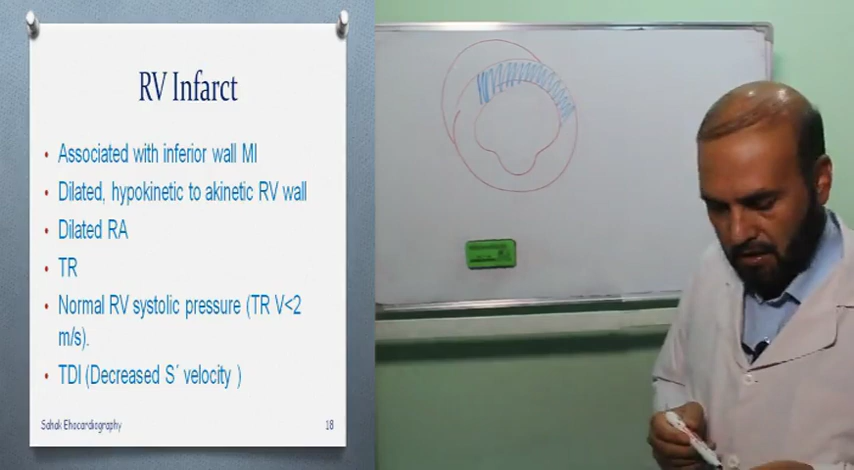 RV Infarct
• Associated with inferior wall MI
• Dilated, hypokinetic to akinetic RV wall
• Dilated RA
• TR
• Normal RV systolic pressure (TR V<2
m/s).
• TDI (Decreased S΄ velocity )
Sahak Ehocardiography 18